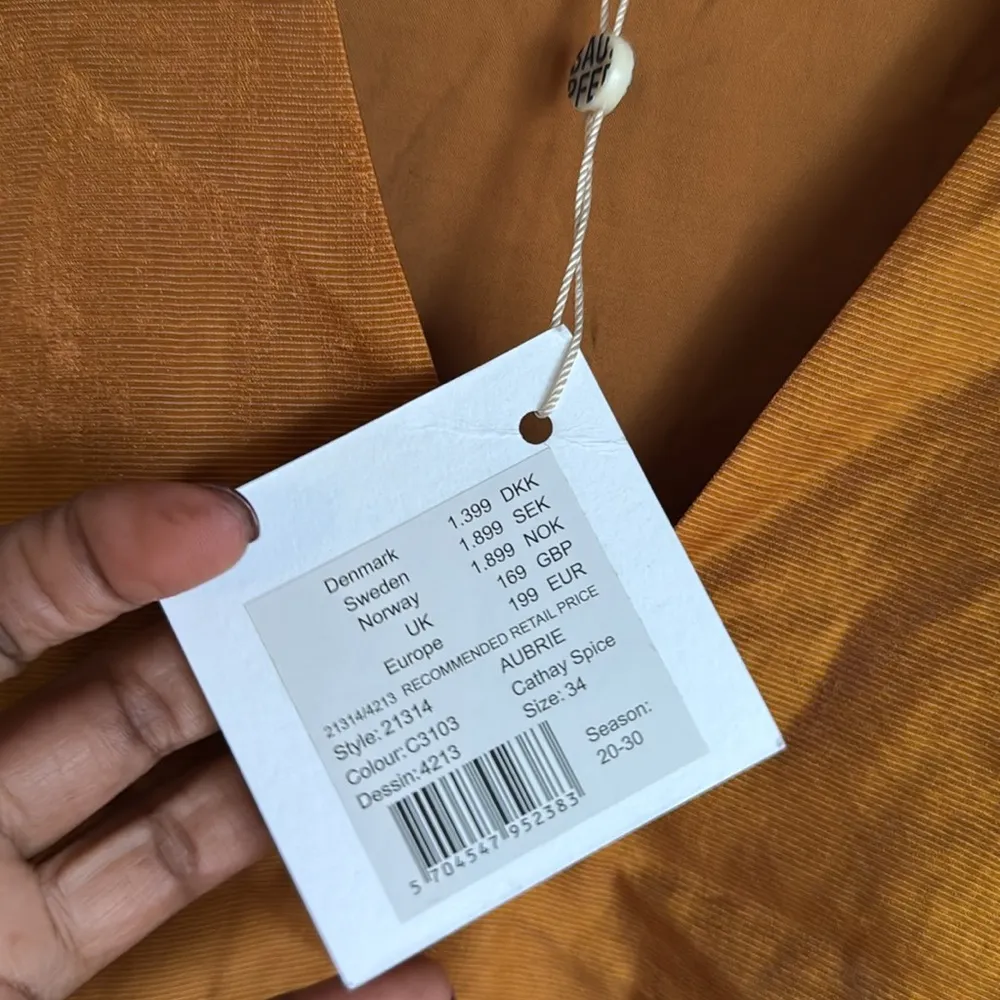 BAU
PFE
Denmark 1.399 DKK
Sweden 1.899 SEK
Norway 1.899 NOK
UK 169 GBP
Europe 199 EUR
21314/4213 RECOMMENDED RETAIL PRICE
Style: 21314 AUBRIE
Colour:C3103 Cathay Spice
Dessin:4213 Size: 34
Season:
20-30
5 704547 952383